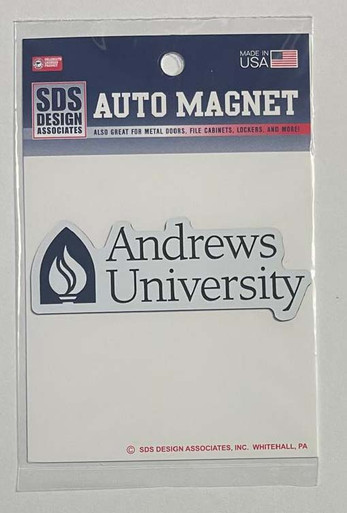 MADE IN
USA
SDS
DESIGN
ASSOCIATES
AUTO MAGNET
ALSO GREAT FOR METAL DOORS, FILE CABINETS, LOCKERS, AND MORE!
Andrews
University
© SDS DESIGN ASSOCIATES, INC. WHITEHALL, PA